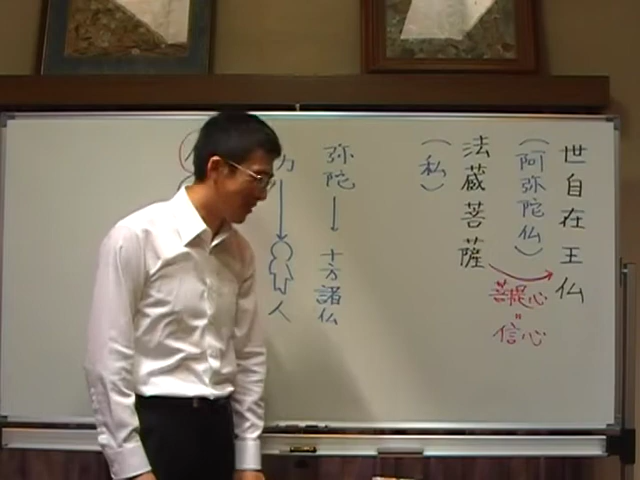 世自在王仏
(阿弥陀仏)
法蔵菩薩
(私)
菩提心
=
信心
弥陀→十方諸仏
力
人